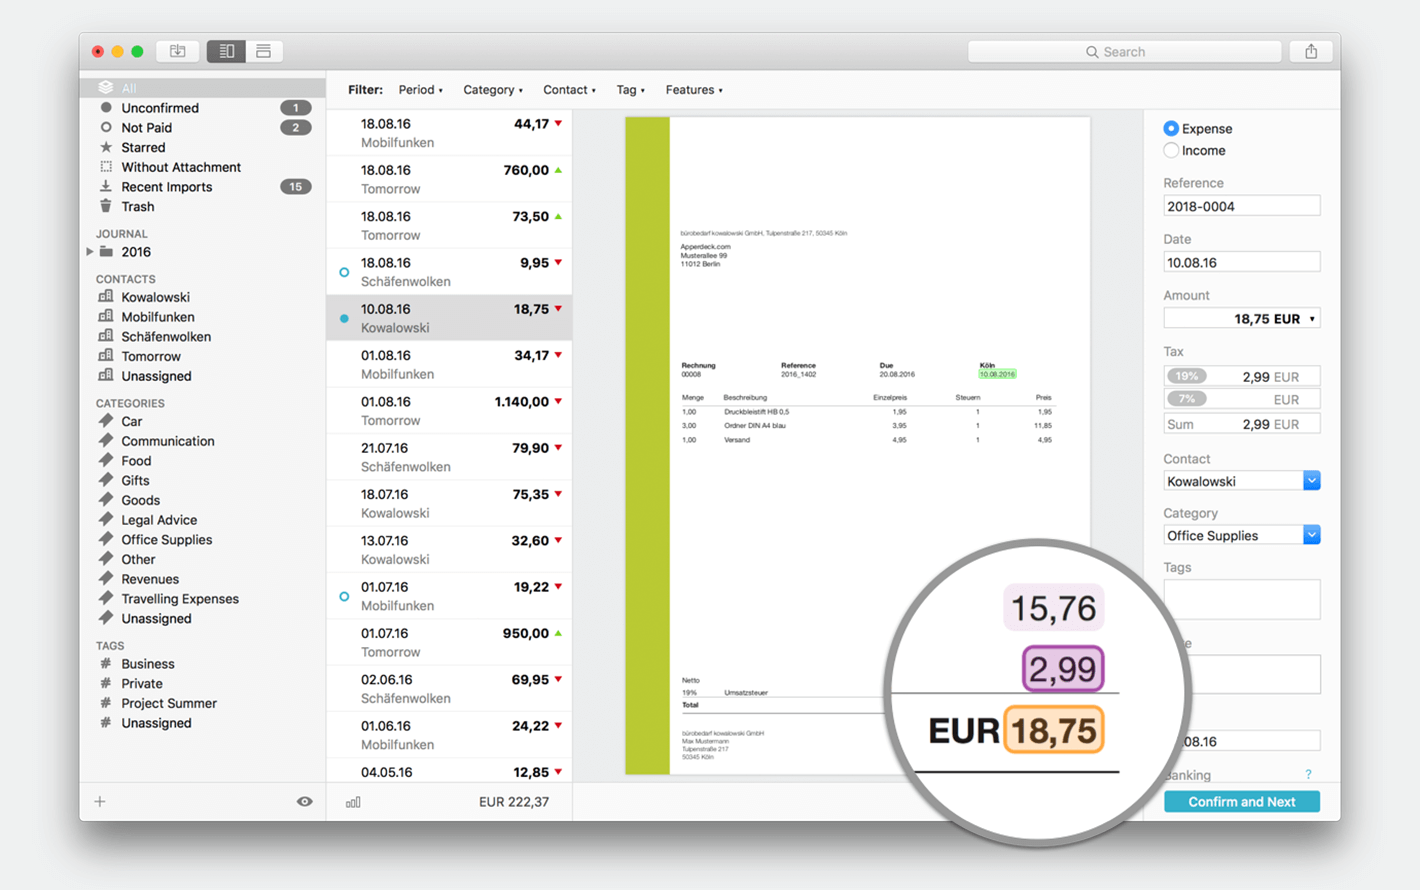 Search
All
Unconfirmed 1
Not Paid 2
Starred
Without Attachment
Recent Imports 15
Trash
JOURNAL
2016
CONTACTS
Kowalowski
Mobilfunken
Schäfenwolken
Tomorrow
Unassigned
CATEGORIES
Car
Communication
Food
Gifts
Goods
Legal Advice
Office Supplies
Other
Revenues
Travelling Expenses
Unassigned
TAGS
# Business
# Private
# Project Summer
# Unassigned
Filter: Period Category Contact Tag Features
18.08.16 44,17
Mobilfunken
18.08.16 760,00
Tomorrow
18.08.16 73,50
Tomorrow
18.08.16 9,95
Schäfenwolken
10.08.16 18,75
Kowalowski
01.08.16 34,17
Mobilfunken
01.08.16 1.140,00
Tomorrow
21.07.16 79,90
Schäfenwolken
18.07.16 75,35
Kowalowski
13.07.16 32,60
Kowalowski
01.07.16 19,22
Mobilfunken
01.07.16 950,00
Tomorrow
02.06.16 69,95
Schäfenwolken
01.06.16 24,22
Mobilfunken
04.05.16 12,85
EUR 222,37
bürobedarf kowalowski GmbH, Tulpenstraße 217, 50345 Köln
Apperdeck.com
Musterallee 99
11012 Berlin
Rechnung Reference Due Köln
00008 2016_1402 20.08.2016 10.08.2016
Menge Beschreibung Einzelpreis Steuern Preis
1,00 Druckbleistift HB 0,5 1,95 1 1,95
3,00 Ordner DIN A4 blau 3,95 1 11,85
1,00 Versand 4,95 1 4,95
Netto
19% Umsatzsteuer
Total
bürobedarf kowalowski GmbH
Max Mustermann
Tulpenstraße 217
50345 Köln
15,76
2,99
EUR 18,75
Expense
Income
Reference
2018-0004
Date
10.08.16
Amount
18,75 EUR
Tax
19% 2,99 EUR
7% EUR
Sum 2,99 EUR
Contact
Kowalowski
Category
Office Supplies
Tags
e
.08.16
Banking ?
Confirm and Next